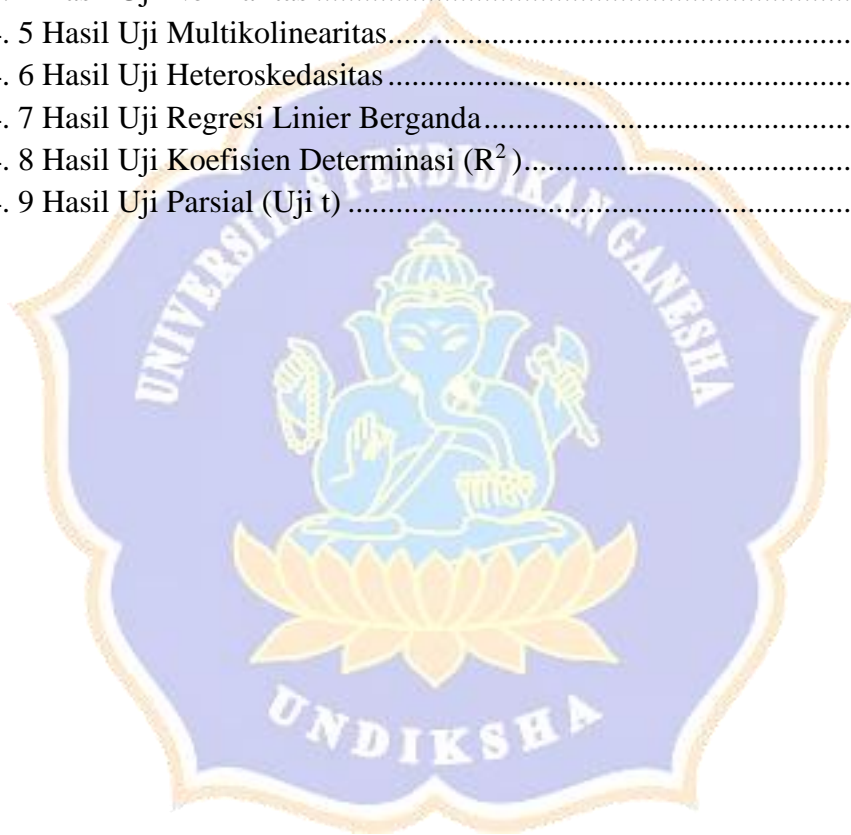 . 5 Hasil Uji Multikolinearitas
. 6 Hasil Uji Heteroskedasitas
. 7 Hasil Uji Regresi Linier Berganda
. 8 Hasil Uji Koefisien Determinasi (R²)
. 9 Hasil Uji Parsial (Uji t)
UNIVERSITAS PENDIDIKAN GANESHA
UNDIKSHA